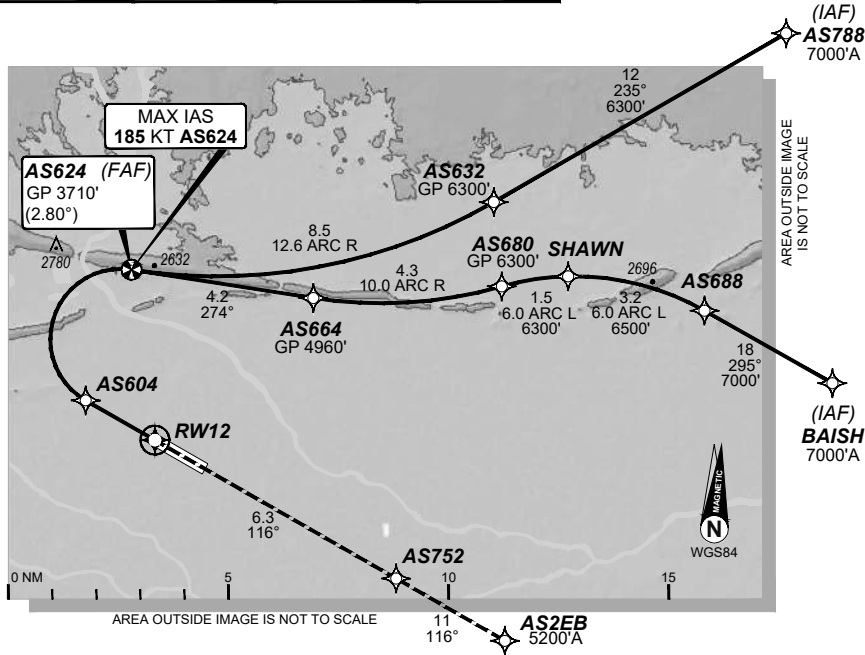 (IAF)
AS788
7000'A
12
235°
6300'
MAX IAS
185 KT AS624
AS624 (FAF)
GP 3710'
(2.80°)
AS632
GP 6300'
AREA OUTSIDE IMAGE
IS NOT TO SCALE
8.5
12.6 ARC R
2780
2632
AS680
GP 6300'
SHAWN
4.3
10.0 ARC R
2696
AS688
4.2
274°
AS664
GP 4960'
1.5
6.0 ARC L
6300'
3.2
6.0 ARC L
6500'
18
295°
7000'
AS604
(IAF)
BAISH
7000'A
RW12
MAGNETIC
N
WGS84
6.3
116°
AS752
0 NM
5
10
15
AREA OUTSIDE IMAGE IS NOT TO SCALE
11
116°
AS2EB
5200'A